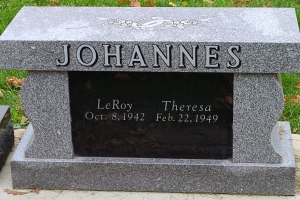 JOHANNES
LeRoy Theresa
Oct. 8, 1942 Feb. 22, 1949